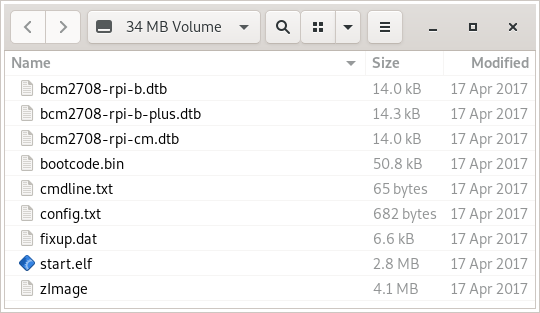 34 MB Volume
Name Size Modified
bcm2708-rpi-b.dtb 14.0 kB 17 Apr 2017
bcm2708-rpi-b-plus.dtb 14.3 kB 17 Apr 2017
bcm2708-rpi-cm.dtb 14.0 kB 17 Apr 2017
bootcode.bin 50.8 kB 17 Apr 2017
cmdline.txt 65 bytes 17 Apr 2017
config.txt 682 bytes 17 Apr 2017
fixup.dat 6.6 kB 17 Apr 2017
start.elf 2.8 MB 17 Apr 2017
zImage 4.1 MB 17 Apr 2017